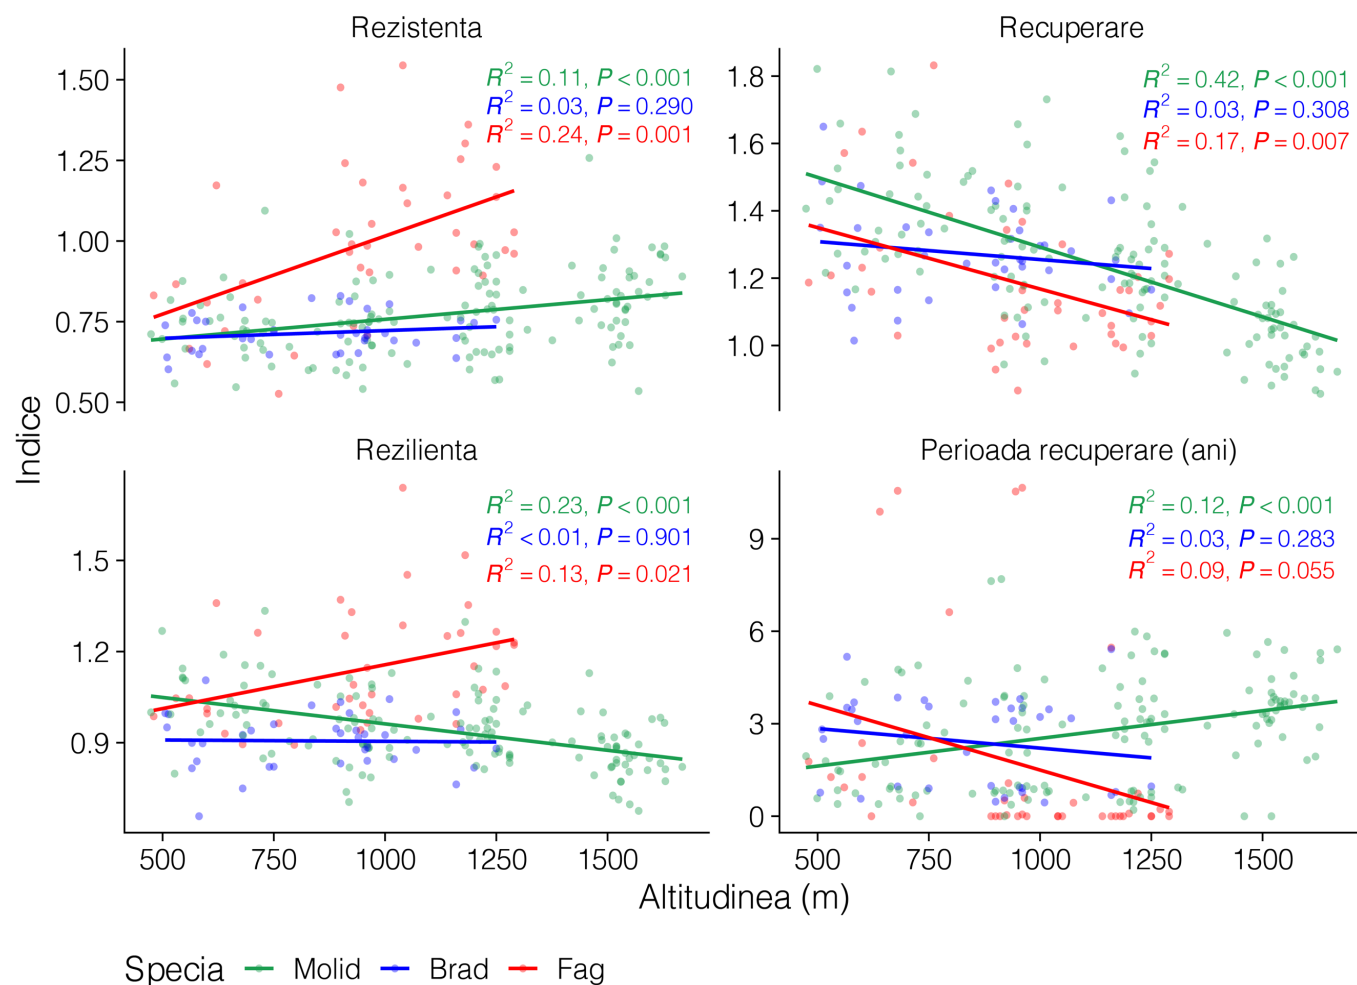 Rezistenta
1.50
1.25
1.00
0.75
0.50
R² = 0.11, P < 0.001
R² = 0.03, P = 0.290
R² = 0.24, P = 0.001
Recuperare
1.8
1.6
1.4
1.2
1.0
R² = 0.42, P < 0.001
R² = 0.03, P = 0.308
R² = 0.17, P = 0.007
Indice
Rezilienta
1.5
1.2
0.9
R² = 0.23, P < 0.001
R² < 0.01, P = 0.901
R² = 0.13, P = 0.021
500 750 1000 1250 1500
Perioada recuperare (ani)
9
6
3
0
R² = 0.12, P < 0.001
R² = 0.03, P = 0.283
R² = 0.09, P = 0.055
500 750 1000 1250 1500
Altitudinea (m)
Specia Molid Brad Fag